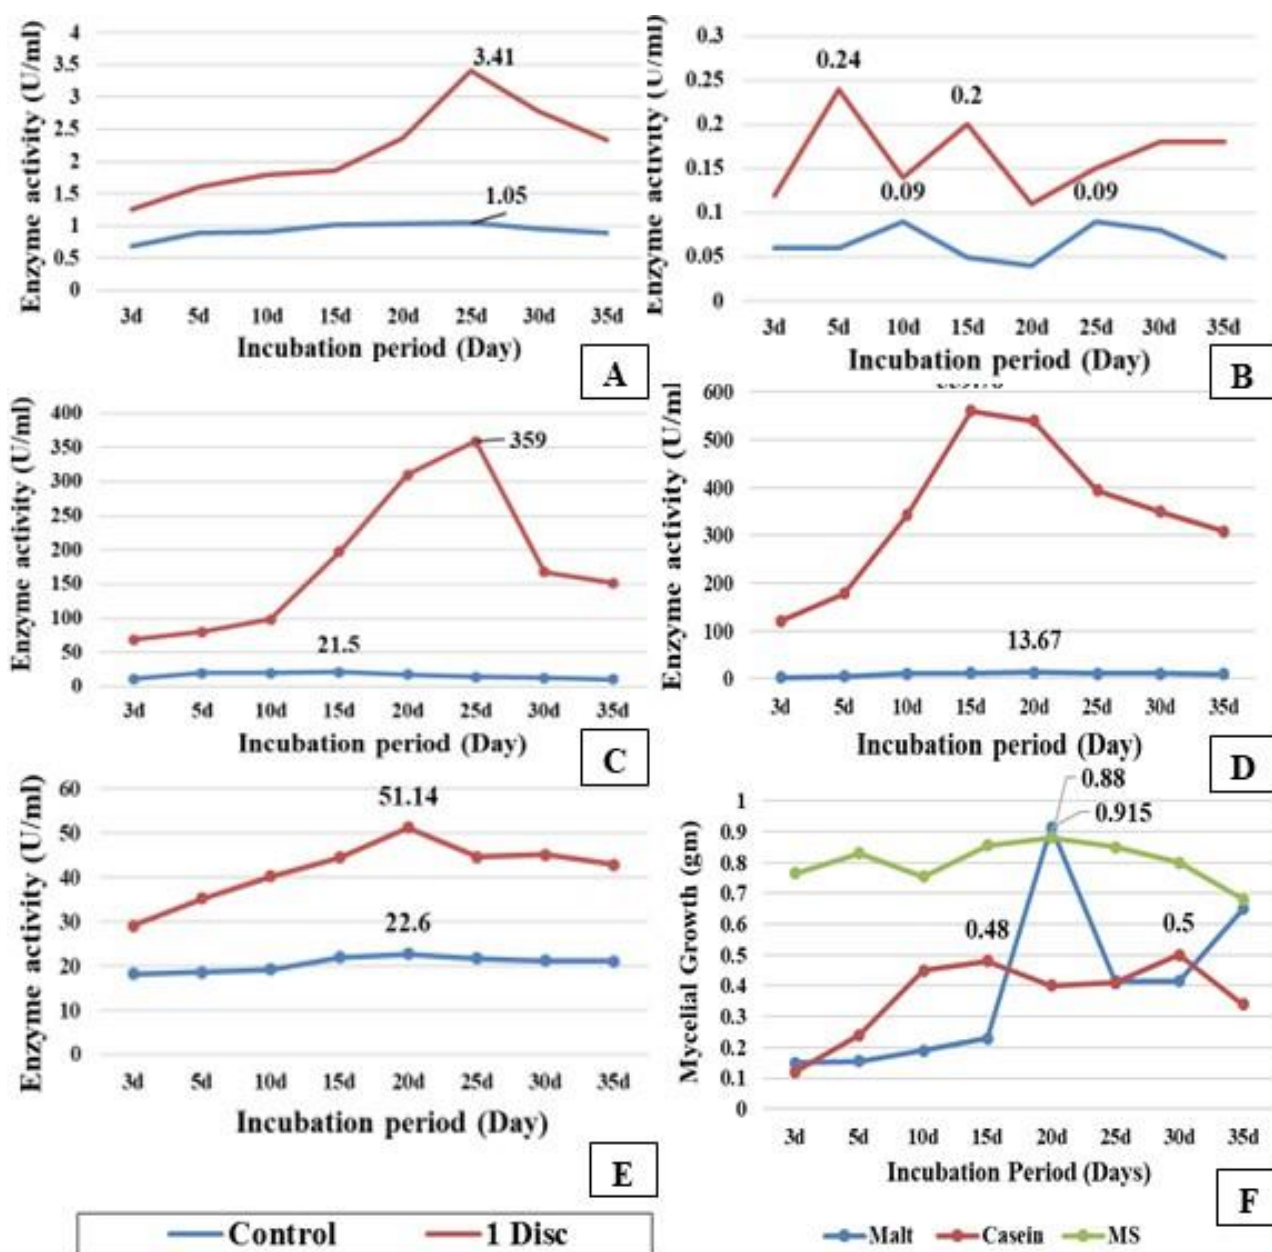 Enzyme activity (U/ml)
4
3.5
3
2.5
2
1.5
1
0.5
0
3.41
1.05
3d 5d 10d 15d 20d 25d 30d 35d
Incubation period (Day)
A
Enzyme activity (U/ml)
0.3
0.25
0.2
0.15
0.1
0.05
0
0.24
0.2
0.09
0.09
3d 5d 10d 15d 20d 25d 30d 35d
Incubation period (Day)
B
Enzyme activity (U/ml)
400
350
300
250
200
150
100
50
0
359
21.5
3d 5d 10d 15d 20d 25d 30d 35d
Incubation period (Day)
C
Enzyme activity (U/ml
600
500
400
300
200
100
0
13.67
3d 5d 10d 15d 20d 25d 30d 35d
Incubation period (Day)
D
Enzyme activity (U/ml)
60
50
40
30
20
10
0
51.14
22.6
3d 5d 10d 15d 20d 25d 30d 35d
Incubation period (Day)
E
Control 1 Disc
Mycelial Growth (gm)
1
0.9
0.8
0.7
0.6
0.5
0.4
0.3
0.2
0.1
0
0.88
0.915
0.48
0.5
3d 5d 10d 15d 20d 25d 30d 35d
Incubation Period (Days)
F
Malt Casein MS